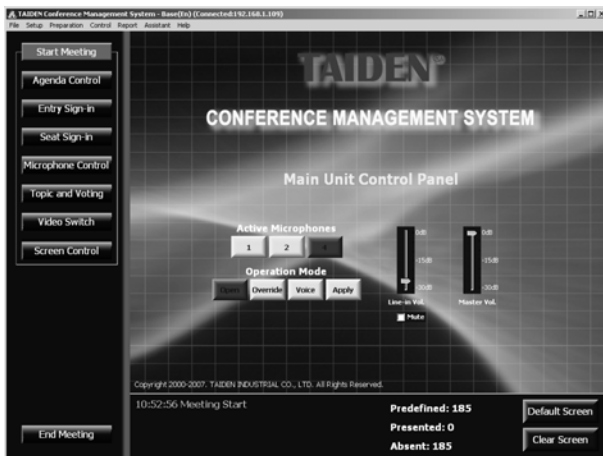 TAIDEN Conference Management System - Base(En) (Connected:192.168.1.109)
File Setup Preparation Control Report Assistant Help
Start Meeting
Agenda Control
Entry Sign-in
Seat Sign-in
Microphone Control
Topic and Voting
Video Switch
Screen Control
End Meeting
TAIDEN®
CONFERENCE MANAGEMENT SYSTEM
Main Unit Control Panel
Active Microphones
1 2 4
Operation Mode
Open Override Voice Apply
0dB 0dB
-15dB -15dB
-30dB -30dB
Line-in Vol. Master Vol.
Mute
Copyright 2000-2007. TAIDEN INDUSTRIAL CO., LTD. All Rights Reserved.
10:52:56 Meeting Start
Predefined: 185
Presented: 0
Absent: 185
Default Screen
Clear Screen